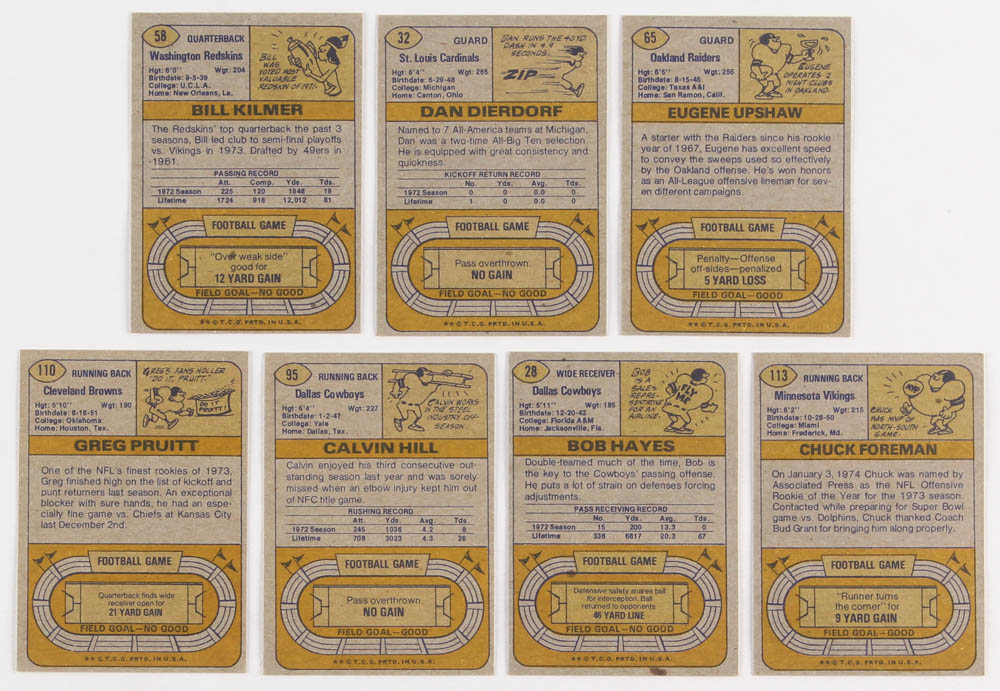 58 QUARTERBACK
Washington Redskins
Hgt: 6'0" Wgt: 204
Birthdate: 9-5-39
College: U.C.L.A.
Home: New Orleans, La.
BILL
WAS
VOTED MOST
VALUABLE
REDSKIN OF '71!
BILL KILMER
The Redskins' top quarterback the past 3
seasons, Bill led club to semi-final playoffs
vs. Vikings in 1973. Drafted by 49ers in
1961.
PASSING RECORD
Att. Comp. Yds. Tds.
1972 Season 225 120 1648 19
Lifetime 1724 918 12,012 81
FOOTBALL GAME
"Over weak side"
good for
12 YARD GAIN
FIELD GOAL—NO GOOD
** © T.C.G. PRTD. IN U.S.A.
32 GUARD
St. Louis Cardinals
Hgt: 6'4" Wgt: 265
Birthdate: 6-29-48
College: Michigan
Home: Canton, Ohio
DAN RUNS THE 40 YD.
DASH IN 4.9
SECONDS.
ZIP
DAN DIERDORF
Named to 7 All-America teams at Michigan,
Dan was a two-time All-Big Ten selection.
He is equipped with great consistency and
quickness.
KICKOFF RETURN RECORD
No. Yds. Avg. Tds.
1972 Season 0 0 0.0 0
Lifetime 1 0 0.0 0
FOOTBALL GAME
Pass overthrown.
NO GAIN
FIELD GOAL—NO GOOD
** © T.C.G. PRTD. IN U.S.A.
65 GUARD
Oakland Raiders
Hgt: 6'5" Wgt: 255
Birthdate: 8-15-45
College: Texas A&I
Home: San Ramon, Calif.
EUGENE
OPERATES 2
NIGHT CLUBS
IN OAKLAND.
EUGENE UPSHAW
A starter with the Raiders since his rookie
year of 1967, Eugene has excellent speed
to convey the sweeps used so effectively
by the Oakland offense. He's won honors
as an All-League offensive lineman for sev-
en different campaigns.
FOOTBALL GAME
Penalty—Offense
off-sides—penalized
5 YARD LOSS
FIELD GOAL—NO GOOD
** © T.C.G. PRTD. IN U.S.A.
110 RUNNING BACK
Cleveland Browns
Hgt: 5'10" Wgt: 190
Birthdate: 8-18-51
College: Oklahoma
Home: Houston, Tex.
GREG'S FANS HOLLER
"DO IT, PRUITT."
DO IT
PRUITT!
GREG PRUITT
One of the NFL's finest rookies of 1973,
Greg finished high on the list of kickoff and
punt returners last season. An exceptional
blocker with sure hands, he had an espe-
cially fine game vs. Chiefs at Kansas City
last December 2nd.
FOOTBALL GAME
Quarterback finds wide
receiver open for
21 YARD GAIN
FIELD GOAL—NO GOOD
** © T.C.G. PRTD. IN U.S.A.
95 RUNNING BACK
Dallas Cowboys
Hgt: 6'4" Wgt: 227
Birthdate: 1-2-47
College: Yale
Home: Dallas, Tex.
CALVIN WORKS
IN THE STEEL
INDUSTRY OFF-
SEASON.
CALVIN HILL
Calvin enjoyed his third consecutive out-
standing season last year and was sorely
missed when an elbow injury kept him out
of NFC title game.
RUSHING RECORD
Att. Yds. Avg. Tds.
1972 Season 245 1036 4.2 6
Lifetime 708 3023 4.3 26
FOOTBALL GAME
Pass overthrown.
NO GAIN
FIELD GOAL—NO GOOD
** © T.C.G. PRTD. IN U.S.A.
28 WIDE RECEIVER
Dallas Cowboys
Hgt: 5'11" Wgt: 185
Birthdate: 12-20-42
College: Florida A&M
Home: Jacksonville, Fla.
BOB
IS A
SALES
REPRE-
SENTATIVE
FOR AN
AIRLINE.
FLY
ME
BOB HAYES
Double-teamed much of the time, Bob is
the key to the Cowboys' passing offense.
He puts a lot of strain on defenses forcing
adjustments.
PASS RECEIVING RECORD
No. Yds. Avg. Tds.
1972 Season 15 200 13.3 0
Lifetime 336 6817 20.3 67
FOOTBALL GAME
Defensive safety snares ball
for interception. Ball
returned to opponents
46 YARD LINE
FIELD GOAL—NO GOOD
** © T.C.G. PRTD. IN U.S.A.
113 RUNNING BACK
Minnesota Vikings
Hgt: 6'2" Wgt: 215
Birthdate: 10-26-50
College: Miami
Home: Frederick, Md.
MVP
CHUCK
WAS MVP OF
NORTH-SOUTH
GAME.
CHUCK FOREMAN
On January 3, 1974 Chuck was named by
Associated Press as the NFL Offensive
Rookie of the Year for the 1973 season.
Contacted while preparing for Super Bowl
game vs. Dolphins, Chuck thanked Coach
Bud Grant for bringing him along properly.
FOOTBALL GAME
"Runner turns
the corner" for
9 YARD GAIN
FIELD GOAL—GOOD
** © T.C.G. PRTD. IN U.S.A.